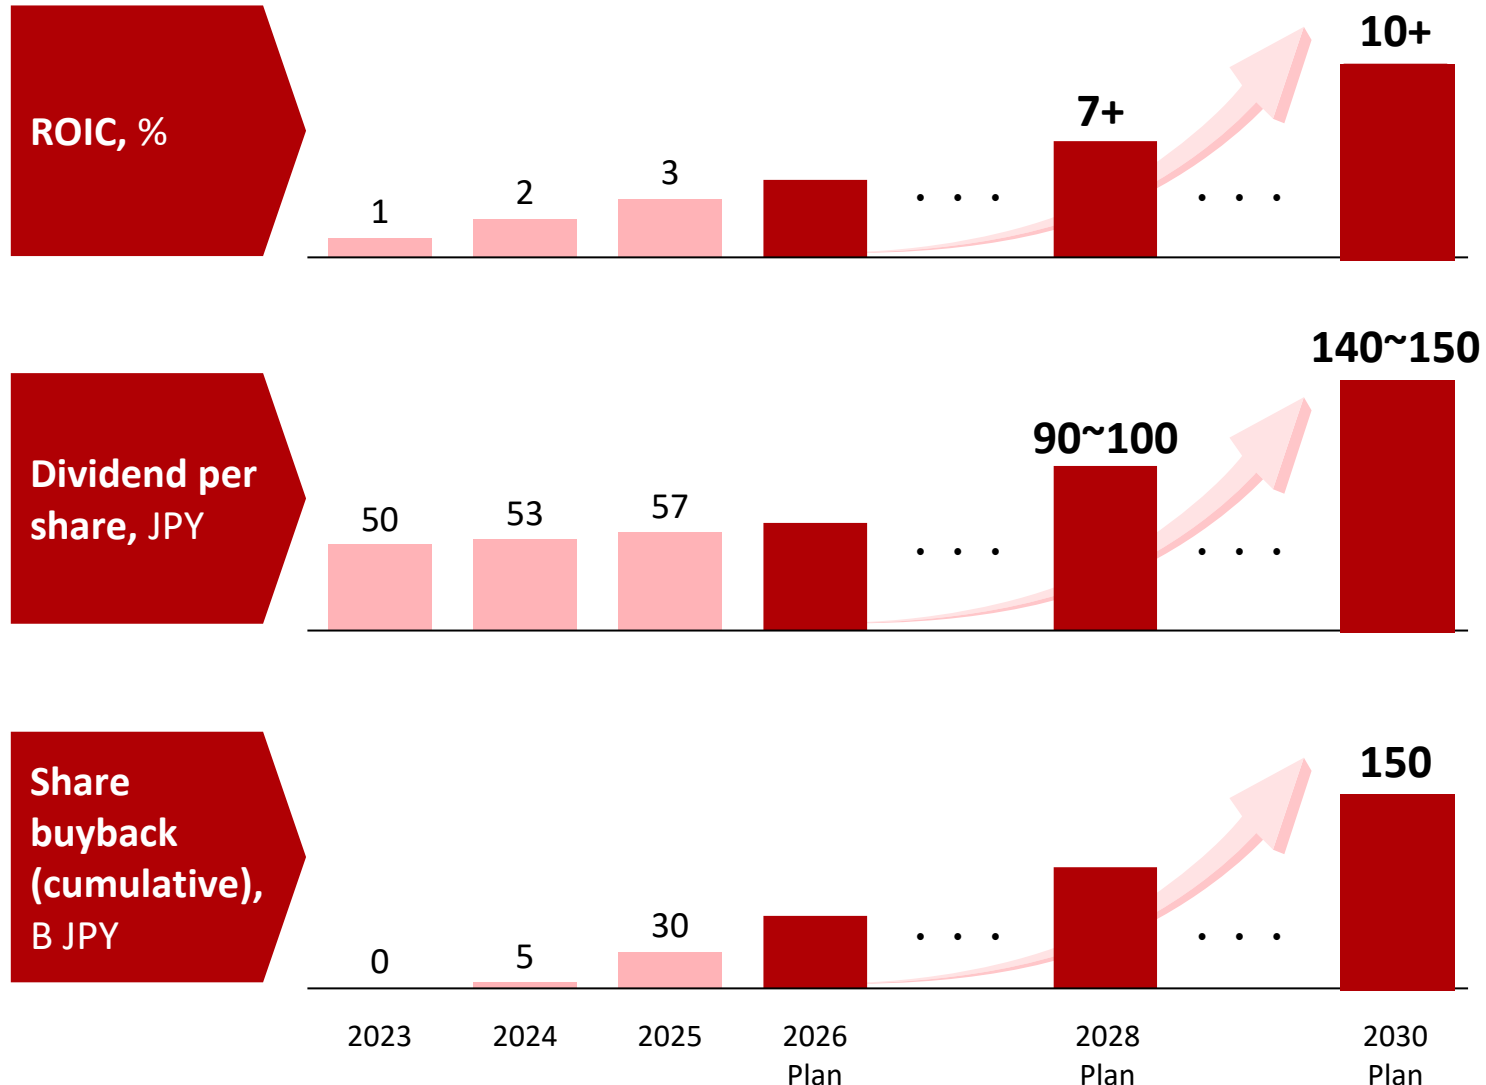 ROIC, %
1
2
3
7+
. . .
. . .
10+
Dividend per
share, JPY
50
53
57
90~100
. . .
. . .
140~150
Share
buyback
(cumulative),
B JPY
0
5
30
. . .
. . .
150
2023
2024
2025
2026
Plan
2028
Plan
2030
Plan